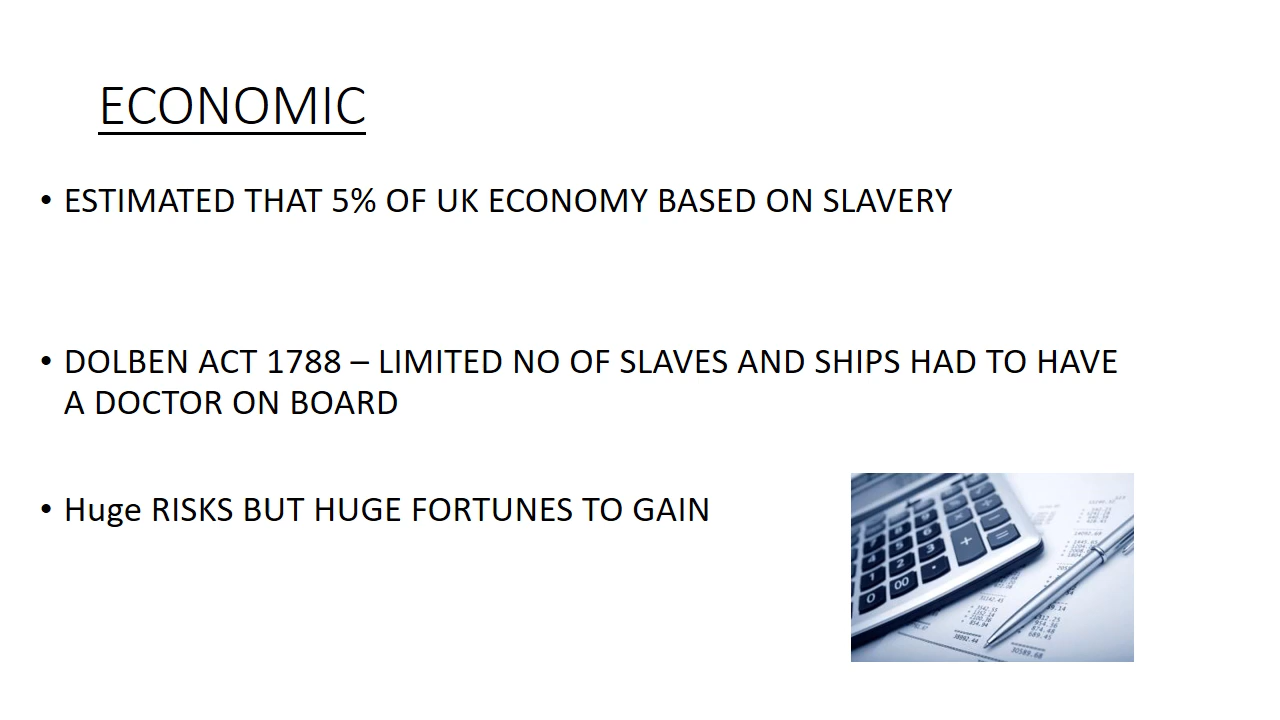 ECONOMIC
• ESTIMATED THAT 5% OF UK ECONOMY BASED ON SLAVERY
• DOLBEN ACT 1788 – LIMITED NO OF SLAVES AND SHIPS HAD TO HAVE
A DOCTOR ON BOARD
• Huge RISKS BUT HUGE FORTUNES TO GAIN